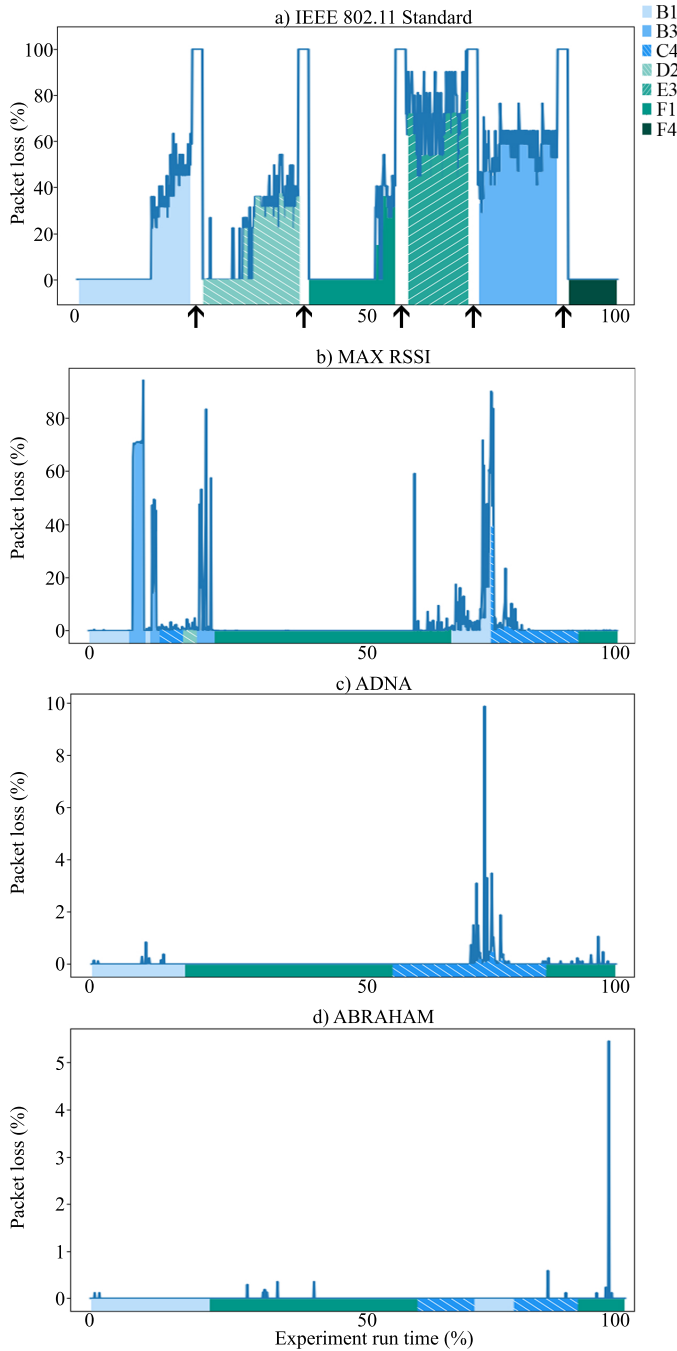 a) IEEE 802.11 Standard
B1
B3
C4
D2
E3
F1
F4
Packet loss (%)
100
80
60
40
20
0
0 50 100
b) MAX RSSI
Packet loss (%)
80
60
40
20
0
0 50 100
c) ADNA
Packet loss (%)
10
8
6
4
2
0
0 50 100
d) ABRAHAM
Packet loss (%)
5
4
3
2
1
0
0 50 100
Experiment run time (%)